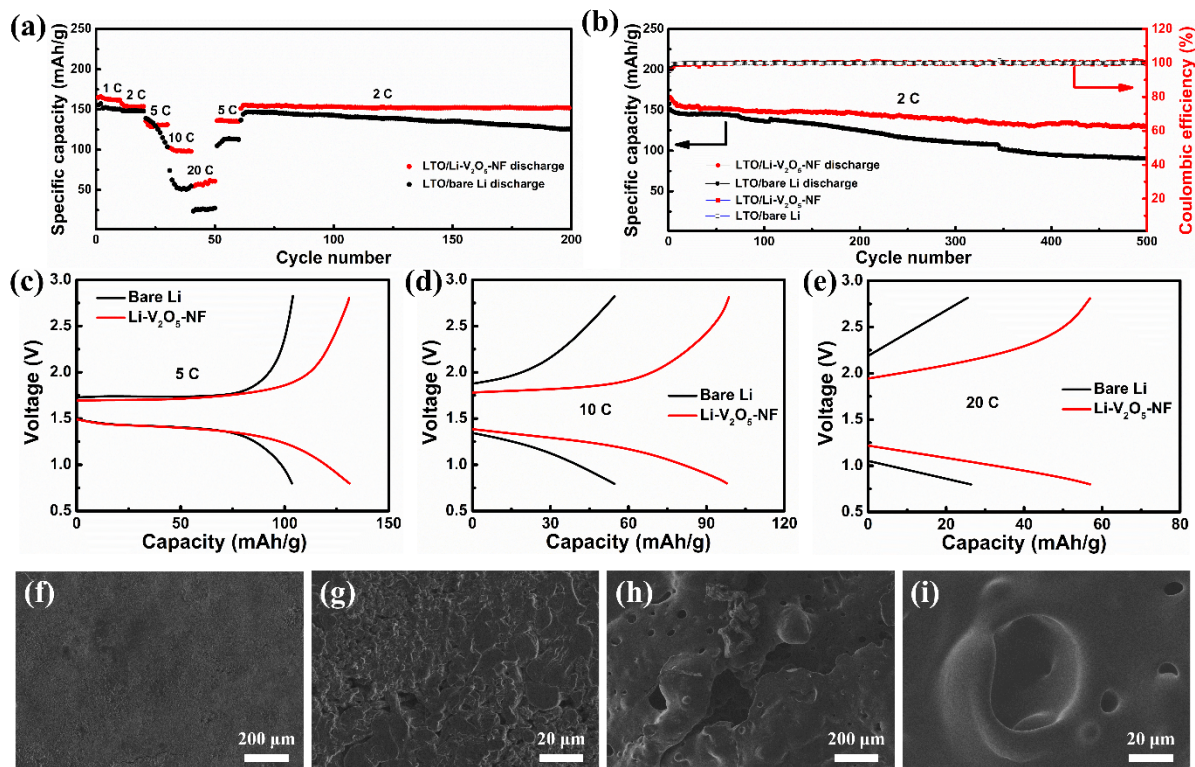 (a)
250
200
150
100
50
Specific capacity (mAh/g)
1 C
2 C
5 C
10 C
20 C
5 C
2 C
LTO/Li-V₂O₅-NF discharge
LTO/bare Li discharge
0
50
100
150
200
Cycle number
(b)
250
200
150
100
50
Specific capacity (mAh/g)
2 C
LTO/Li-V₂O₅-NF discharge
LTO/bare Li discharge
LTO/Li-V₂O₅-NF
LTO/bare Li
0
100
200
300
400
500
Cycle number
120
100
80
60
40
20
0
Coulombic efficiency (%)
(c)
3.0
2.5
2.0
1.5
1.0
0.5
Voltage (V)
Bare Li
Li-V₂O₅-NF
5 C
0
50
100
150
Capacity (mAh/g)
(d)
3.0
2.5
2.0
1.5
1.0
0.5
Voltage (V)
Bare Li
Li-V₂O₅-NF
10 C
0
30
60
90
120
Capacity (mAh/g)
(e)
3.0
2.5
2.0
1.5
1.0
0.5
Voltage (V)
Bare Li
Li-V₂O₅-NF
20 C
0
20
40
60
80
Capacity (mAh/g)
(f)
200 μm
(g)
20 μm
(h)
200 μm
(i)
20 μm